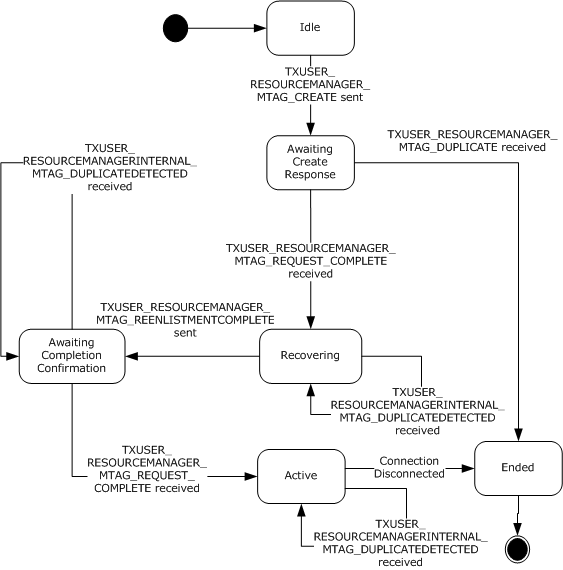 Idle
TXUSER_
RESOURCEMANAGER_
MTAG_CREATE sent
TXUSER_RESOURCEMANAGER_
MTAG_DUPLICATE received
TXUSER_
RESOURCEMANAGERINTERNAL_
MTAG_DUPLICATEDETECTED
received
Awaiting
Create
Response
TXUSER_RESOURCEMANAGER_
MTAG_REQUEST_COMPLETE
received
TXUSER_RESOURCEMANAGER_
MTAG_REENLISTMENTCOMPLETE
sent
Awaiting
Completion
Confirmation
Recovering
TXUSER_
RESOURCEMANAGERINTERNAL_
MTAG_DUPLICATEDETECTED
received
TXUSER_
RESOURCEMANAGER_
MTAG_REQUEST_
COMPLETE received
Active
Connection
Disconnected
Ended
TXUSER_
RESOURCEMANAGERINTERNAL_
MTAG_DUPLICATEDETECTED
received